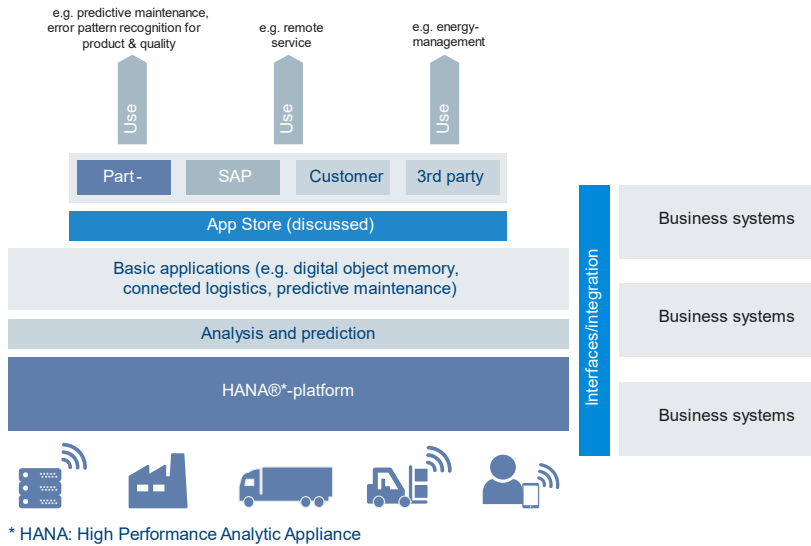 e.g. predictive maintenance,
error pattern recognition for
product & quality
e.g. remote
service
e.g. energy-
management
Use
Use
Use
Part-
SAP
Customer
3rd party
App Store (discussed)
Basic applications (e.g. digital object memory,
connected logistics, predictive maintenance)
Analysis and prediction
HANA®*-platform
Interfaces/integration
Business systems
Business systems
Business systems
* HANA: High Performance Analytic Appliance